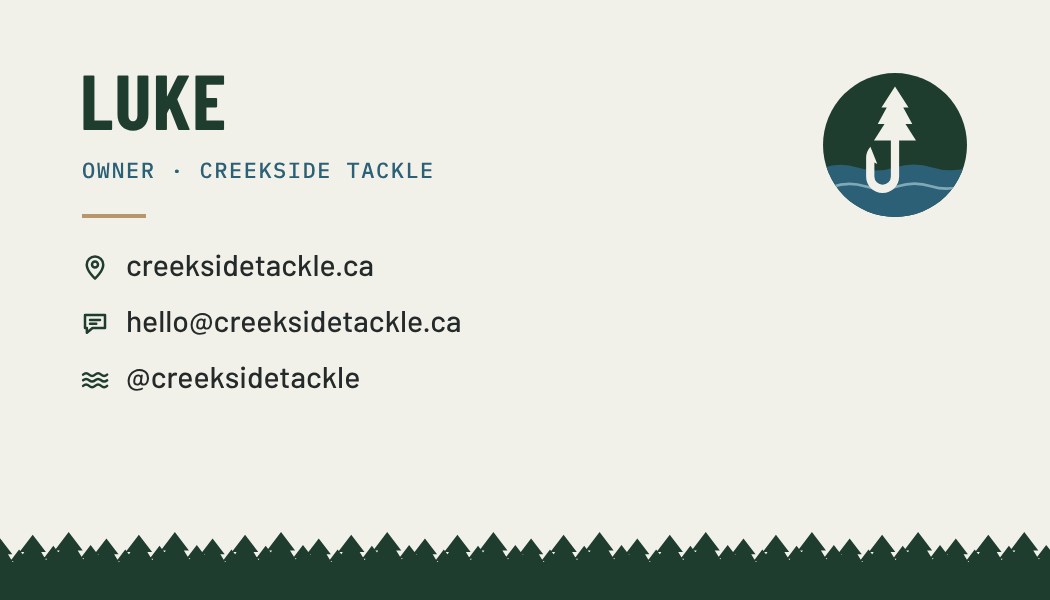 LUKE
OWNER · CREEKSIDE TACKLE
creeksidetackle.ca
hello@creeksidetackle.ca
@creeksidetackle